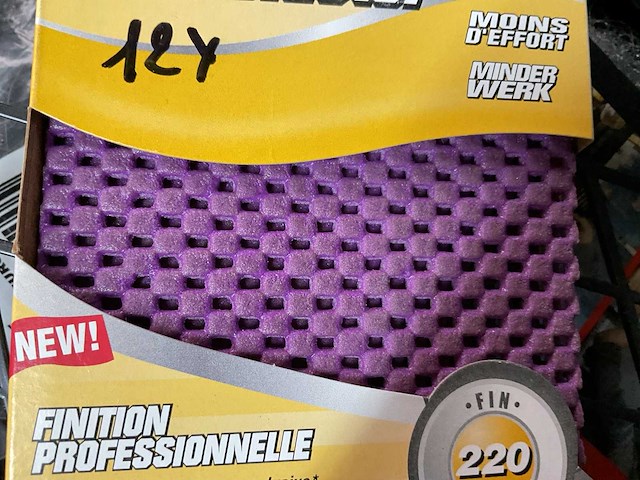 12Y
MOINS
D'EFFORT
MINDER
WERK
NEW!
FINITION
PROFESSIONNELLE
·FIN·
220